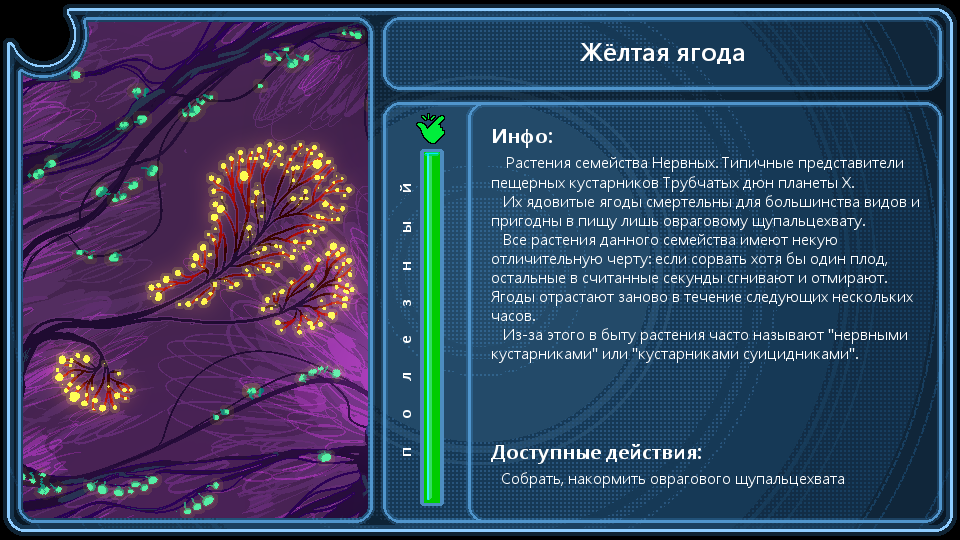 Жёлтая ягода
Полезный
Инфо:
Растения семейства Нервных. Типичные представители
пещерных кустарников Трубчатых дюн планеты X.
Их ядовитые ягоды смертельны для большинства видов и
пригодны в пищу лишь овраговому щупальцехвату.
Все растения данного семейства имеют некую
отличительную черту: если сорвать хотя бы один плод,
остальные в считанные секунды сгнивают и отмирают.
Ягоды отрастают заново в течение следующих нескольких
часов.
Из-за этого в быту растения часто называют "нервными
кустарниками" или "кустарниками суицидниками".
Доступные действия:
Собрать, накормить оврагового щупальцехвата